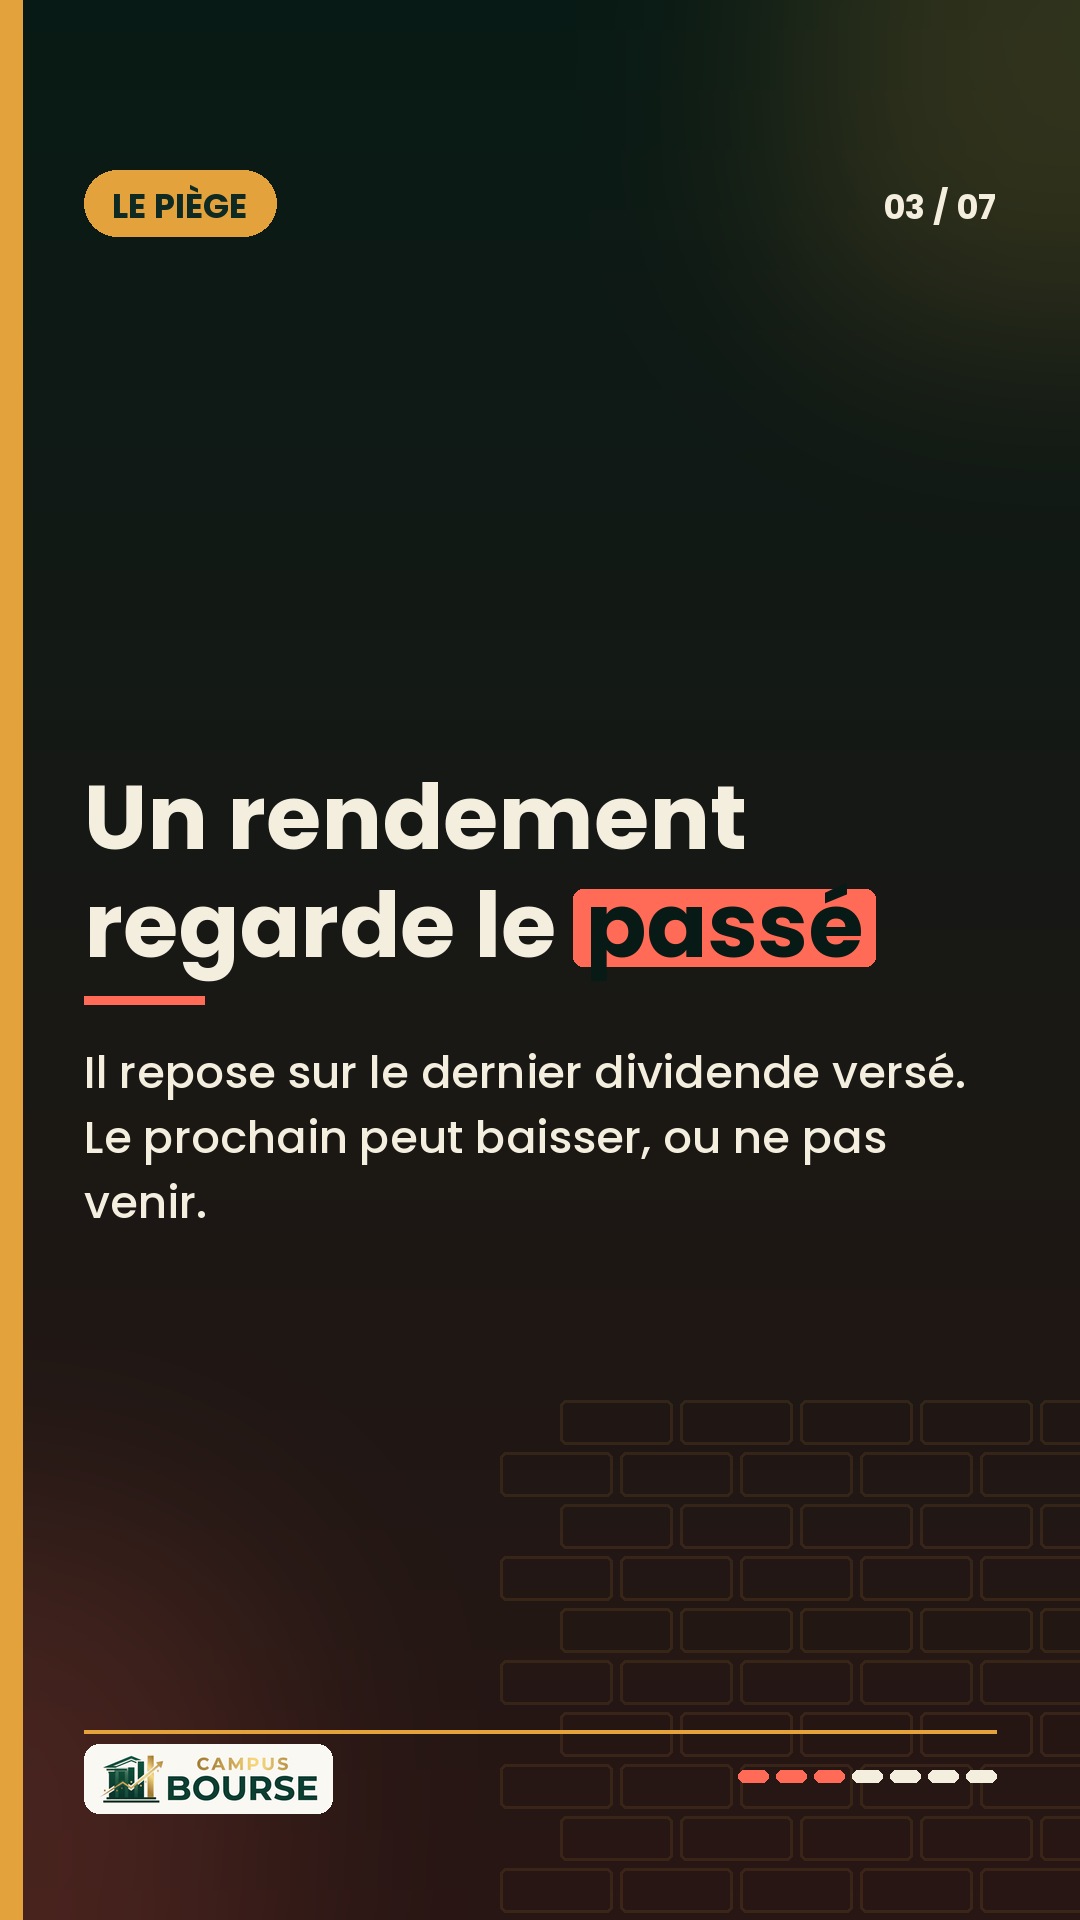 LE PIÈGE
03 / 07
Un rendement
regarde le passé
Il repose sur le dernier dividende versé.
Le prochain peut baisser, ou ne pas
venir.
CAMPUS
BOURSE